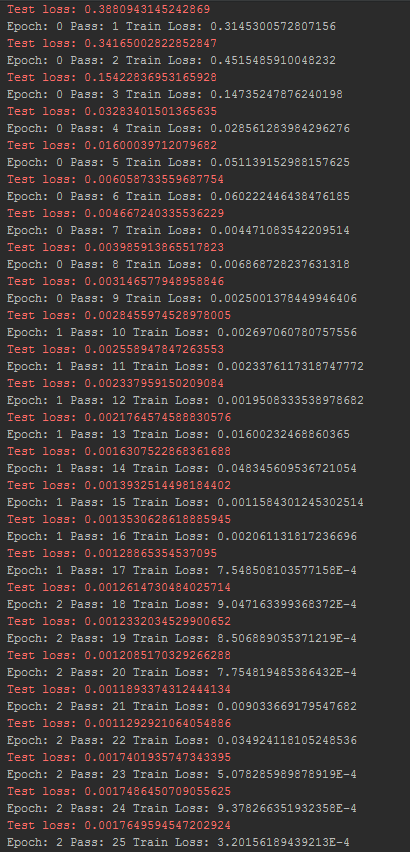 Test loss: 0.3880943145242869
Epoch: 0 Pass: 1 Train Loss: 0.3145300572807156
Test loss: 0.34165002822852847
Epoch: 0 Pass: 2 Train Loss: 0.4515485910048232
Test loss: 0.15422836953165928
Epoch: 0 Pass: 3 Train Loss: 0.14735247876240198
Test loss: 0.03283401501365635
Epoch: 0 Pass: 4 Train Loss: 0.028561283984296276
Test loss: 0.01600039712079682
Epoch: 0 Pass: 5 Train Loss: 0.051139152988157625
Test loss: 0.006058733559687754
Epoch: 0 Pass: 6 Train Loss: 0.060222446438476185
Test loss: 0.004667240335536229
Epoch: 0 Pass: 7 Train Loss: 0.004471083542209514
Test loss: 0.003985913865517823
Epoch: 0 Pass: 8 Train Loss: 0.006868728237631318
Test loss: 0.003146577948958846
Epoch: 0 Pass: 9 Train Loss: 0.0025001378449946406
Test loss: 0.0028455974528978005
Epoch: 1 Pass: 10 Train Loss: 0.002697060780757556
Test loss: 0.002558947847263553
Epoch: 1 Pass: 11 Train Loss: 0.0023376117318747772
Test loss: 0.002337959150209084
Epoch: 1 Pass: 12 Train Loss: 0.0019508333538978682
Test loss: 0.0021764574588830576
Epoch: 1 Pass: 13 Train Loss: 0.01600232468860365
Test loss: 0.0016307522868361688
Epoch: 1 Pass: 14 Train Loss: 0.048345609536721054
Test loss: 0.0013932514498184402
Epoch: 1 Pass: 15 Train Loss: 0.0011584301245302514
Test loss: 0.0013530628618885945
Epoch: 1 Pass: 16 Train Loss: 0.002061131817236696
Test loss: 0.00128865354537095
Epoch: 1 Pass: 17 Train Loss: 7.548508103577158E-4
Test loss: 0.0012614730484025714
Epoch: 2 Pass: 18 Train Loss: 9.047163399368372E-4
Test loss: 0.0012332034529900652
Epoch: 2 Pass: 19 Train Loss: 8.506889035371219E-4
Test loss: 0.0012085170329266288
Epoch: 2 Pass: 20 Train Loss: 7.754819485386432E-4
Test loss: 0.0011893374312444134
Epoch: 2 Pass: 21 Train Loss: 0.009033669179547682
Test loss: 0.0011292921064054886
Epoch: 2 Pass: 22 Train Loss: 0.034924118105248536
Test loss: 0.0017401935747343395
Epoch: 2 Pass: 23 Train Loss: 5.078285989878919E-4
Test loss: 0.0017486450709055625
Epoch: 2 Pass: 24 Train Loss: 9.378266351932358E-4
Test loss: 0.0017649594547202924
Epoch: 2 Pass: 25 Train Loss: 3.20156189439213E-4